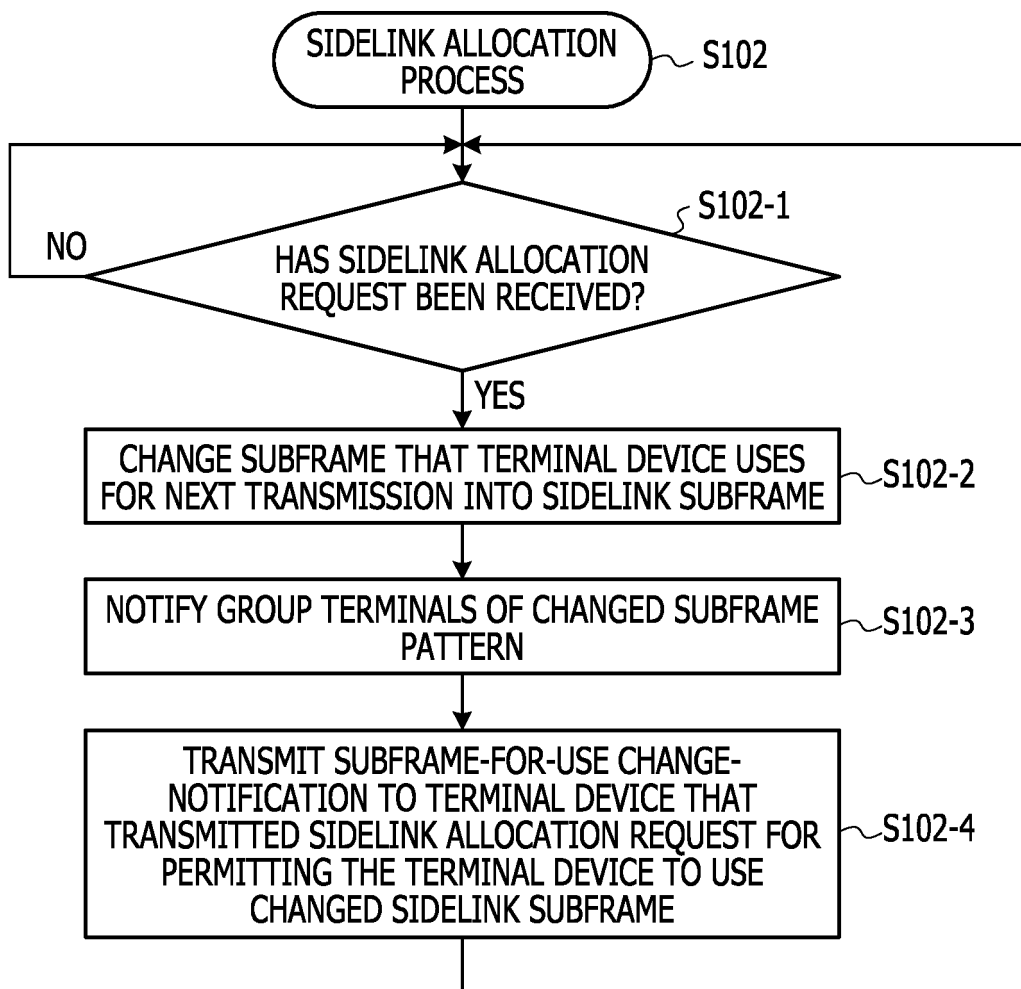 SIDELINK ALLOCATION
PROCESS
S102
S102-1
NO
HAS SIDELINK ALLOCATION
REQUEST BEEN RECEIVED?
YES
CHANGE SUBFRAME THAT TERMINAL DEVICE USES
FOR NEXT TRANSMISSION INTO SIDELINK SUBFRAME
S102-2
NOTIFY GROUP TERMINALS OF CHANGED SUBFRAME
PATTERN
S102-3
TRANSMIT SUBFRAME-FOR-USE CHANGE-
NOTIFICATION TO TERMINAL DEVICE THAT
TRANSMITTED SIDELINK ALLOCATION REQUEST FOR
PERMITTING THE TERMINAL DEVICE TO USE
CHANGED SIDELINK SUBFRAME
S102-4